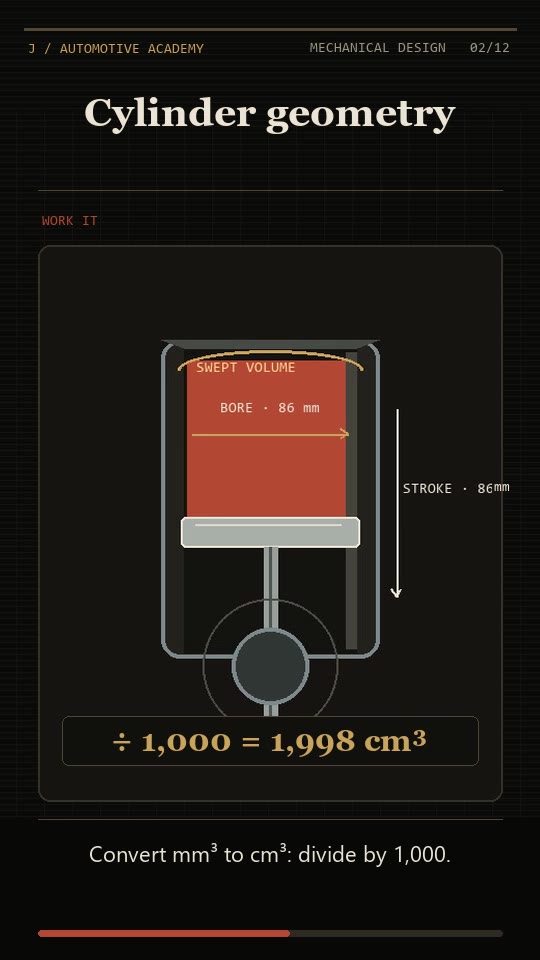 J / AUTOMOTIVE ACADEMY
MECHANICAL DESIGN 02/12
Cylinder geometry
WORK IT
SWEPT VOLUME
BORE · 86 mm
STROKE · 86mm
÷ 1,000 = 1,998 cm³
Convert mm³ to cm³: divide by 1,000.